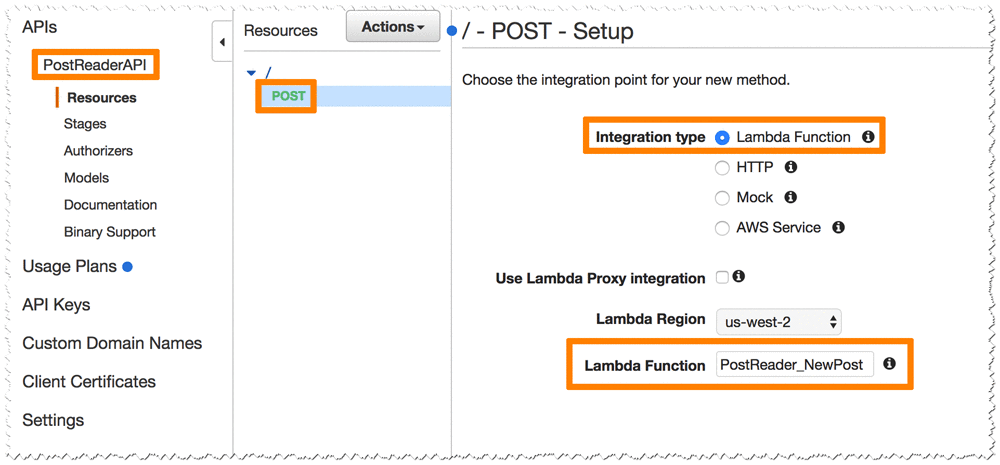 APIs
PostReaderAPI
Resources
Stages
Authorizers
Models
Documentation
Binary Support
Usage Plans
API Keys
Custom Domain Names
Client Certificates
Settings
Resources
Actions
/
POST
/ - POST - Setup
Choose the integration point for your new method.
Integration type Lambda Function
HTTP
Mock
AWS Service
Use Lambda Proxy integration
Lambda Region us-west-2
Lambda Function PostReader_NewPost